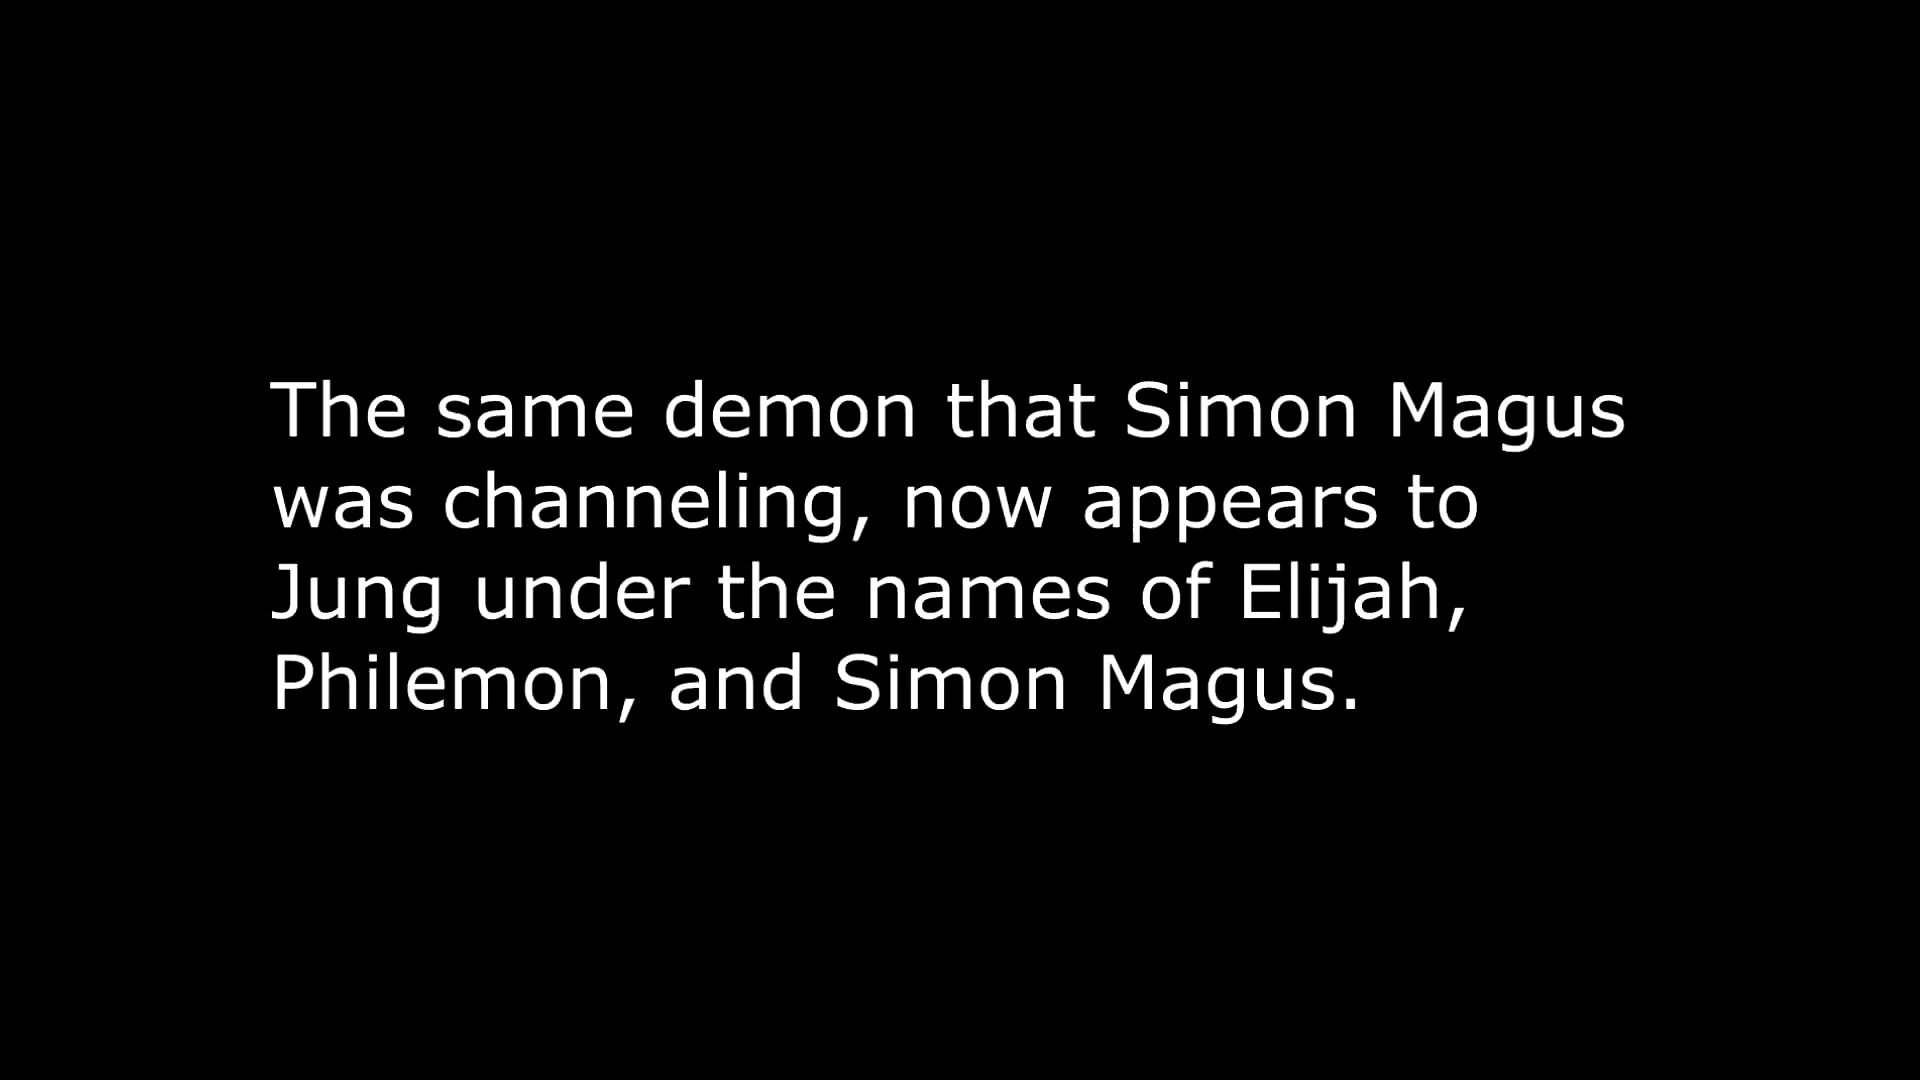 The same demon that Simon Magus
was channeling, now appears to
Jung under the names of Elijah,
Philemon, and Simon Magus.